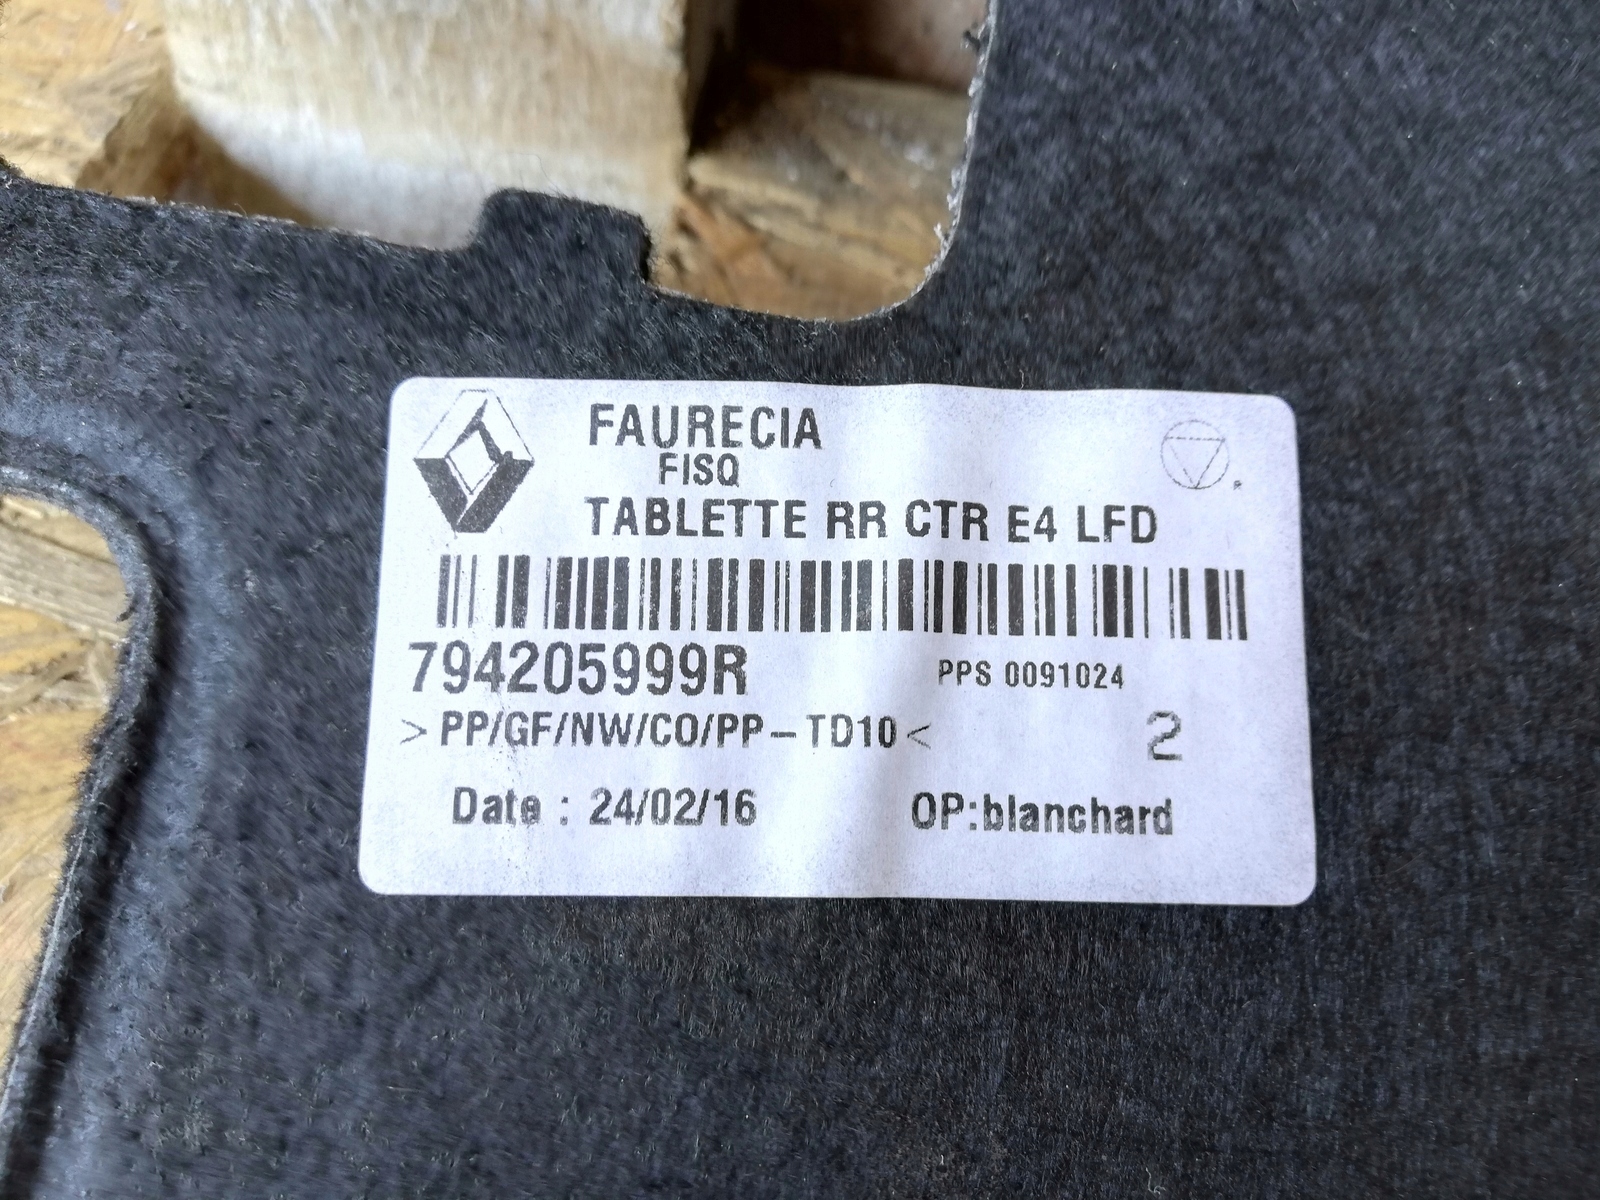 FAURECIA
FISQ
TABLETTE RR CTR E4 LFD
794205999R
PPS 0091024
>PP/GF/NW/CO/PP-TD10<
2
Date : 24/02/16
OP:blanchard